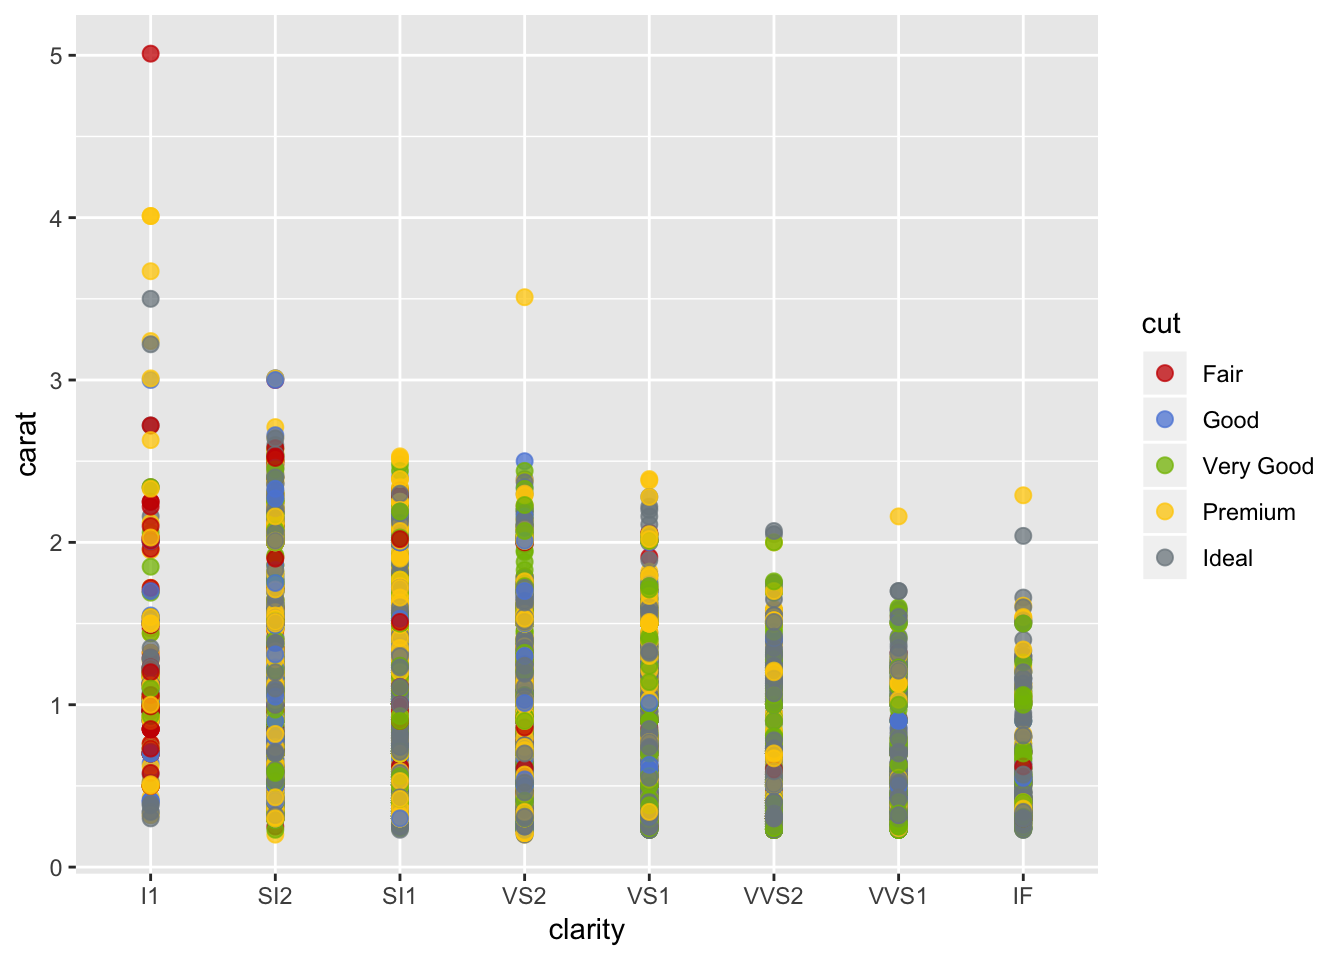 carat
5
4
3
2
1
0
I1 SI2 SI1 VS2 VS1 VVS2 VVS1 IF
clarity
cut
Fair
Good
Very Good
Premium
Ideal